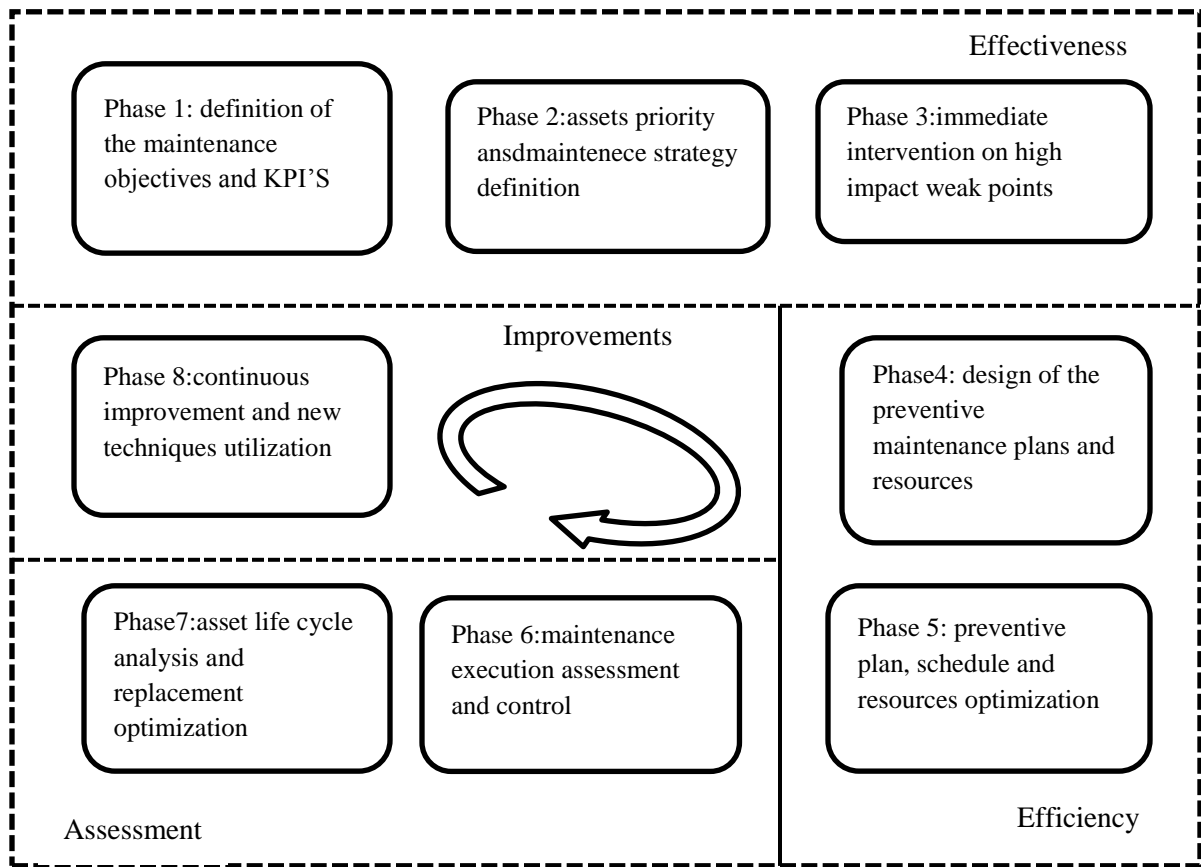 Effectiveness
Phase 1: definition of
the maintenance
objectives and KPI’S
Phase 2:assets priority
ansdmaintenece strategy
definition
Phase 3:immediate
intervention on high
impact weak points
Improvements
Phase 8:continuous
improvement and new
techniques utilization
Phase4: design of the
preventive
maintenance plans and
resources
Phase7:asset life cycle
analysis and
replacement
optimization
Phase 6:maintenance
execution assessment
and control
Phase 5: preventive
plan, schedule and
resources optimization
Assessment
Efficiency